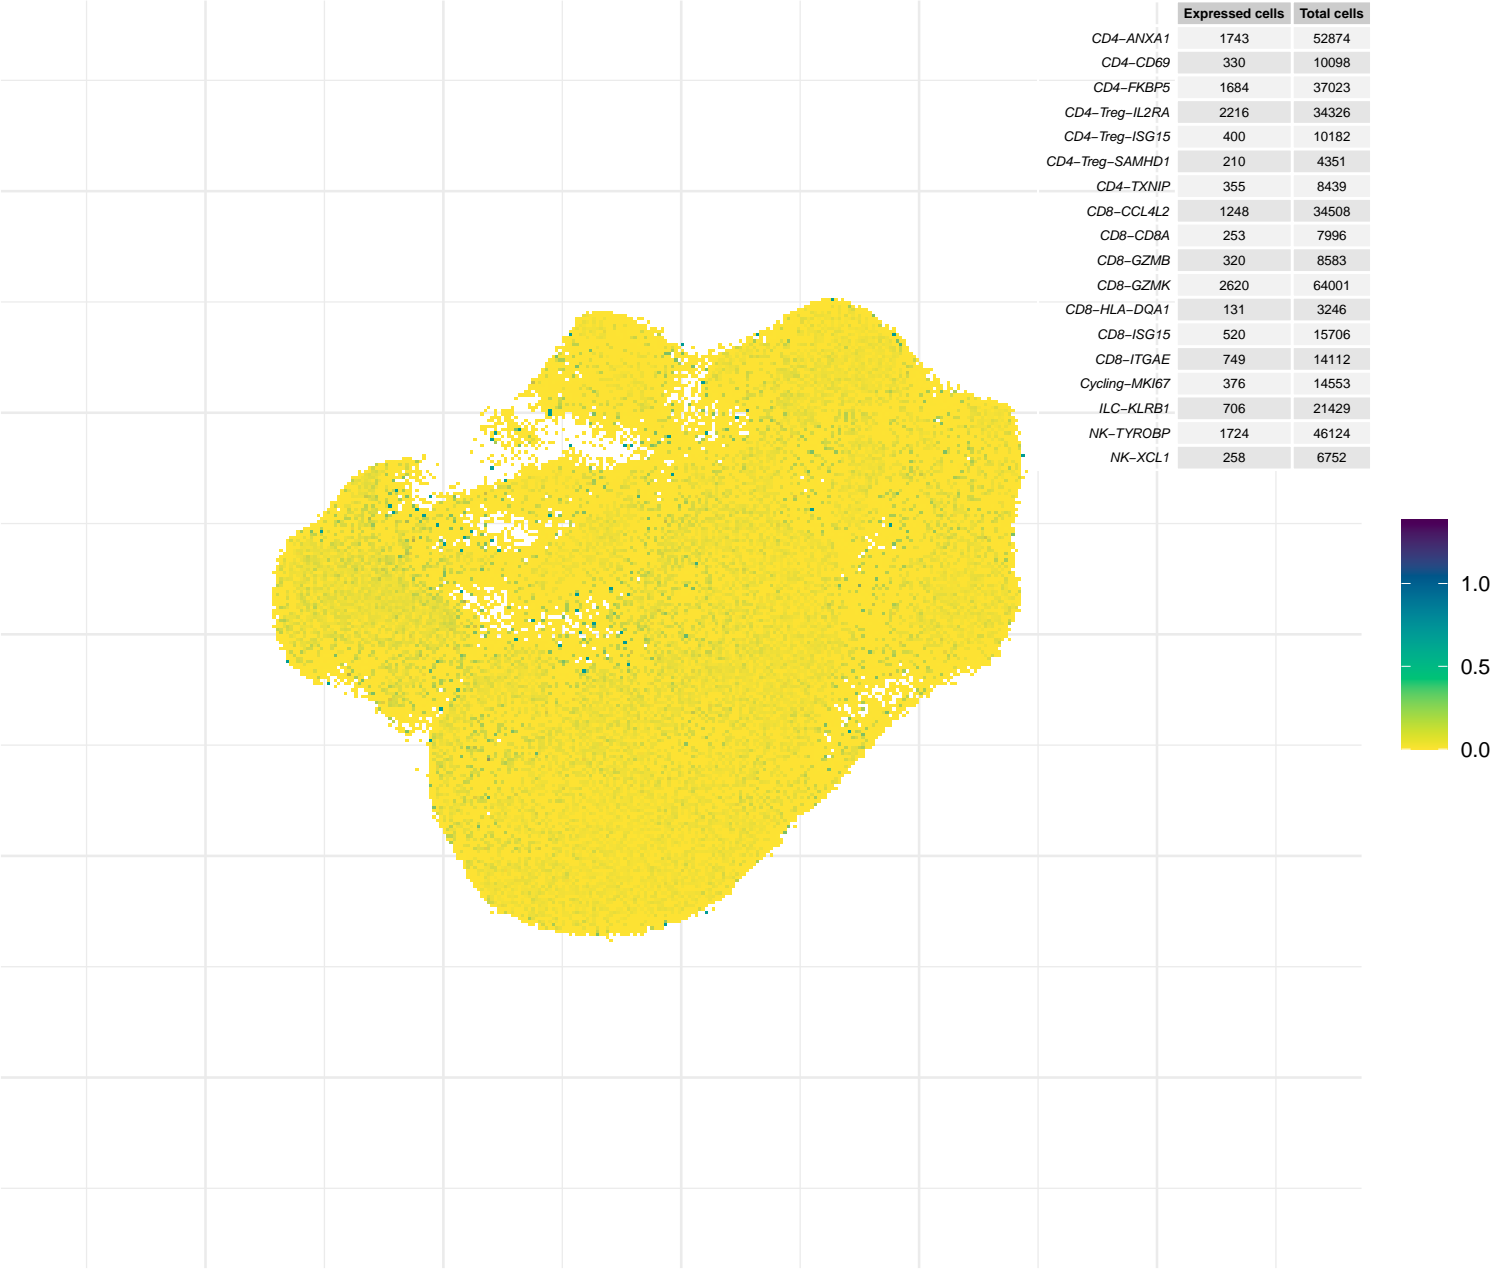 Expressed cells Total cells
CD4−ANXA1 1743 52874
CD4−CD69 330 10098
CD4−FKBP5 1684 37023
CD4−Treg−IL2RA 2216 34326
CD4−Treg−ISG15 400 10182
CD4−Treg−SAMHD1 210 4351
CD4−TXNIP 355 8439
CD8−CCL4L2 1248 34508
CD8−CD8A 253 7996
CD8−GZMB 320 8583
CD8−GZMK 2620 64001
CD8−HLA−DQA1 131 3246
CD8−ISG15 520 15706
CD8−ITGAE 749 14112
Cycling−MKI67 376 14553
ILC−KLRB1 706 21429
NK−TYROBP 1724 46124
NK−XCL1 258 6752
1.0
0.5
0.0